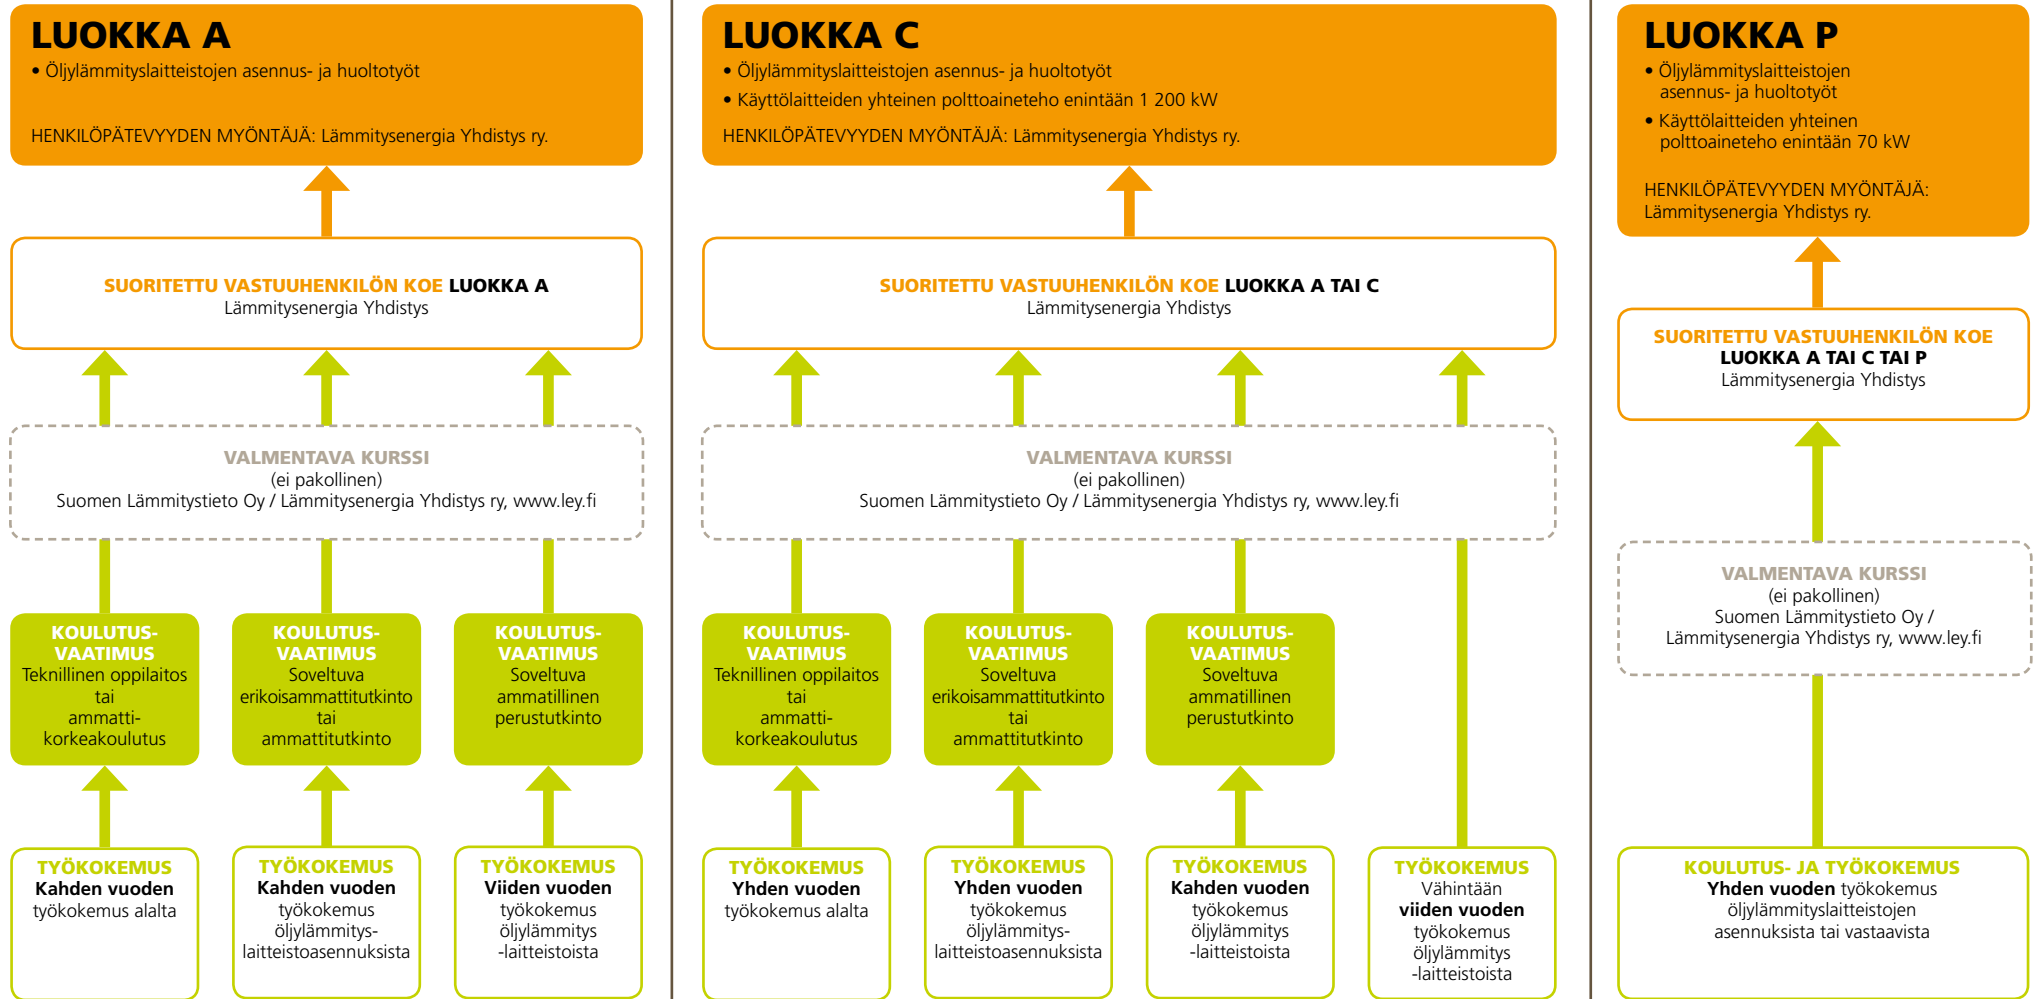 LUOKKA A
• Öljylämmityslaitteistojen asennus- ja huoltotyöt
HENKILÖPÄTEVYYDEN MYÖNTÄJÄ: Lämmitysenergia Yhdistys ry.
SUORITETTU VASTUUHENKILÖN KOE LUOKKA A
Lämmitysenergia Yhdistys
VALMENTAVA KURSSI
(ei pakollinen)
Suomen Lämmitystieto Oy / Lämmitysenergia Yhdistys ry, www.ley.fi
KOULUTUS-
VAATIMUS
Teknillinen oppilaitos
tai
ammatti-
korkeakoulutus
KOULUTUS-
VAATIMUS
Soveltuva
erikoisammattitutkinto
tai
ammattitutkinto
KOULUTUS-
VAATIMUS
Soveltuva
ammatillinen
perustutkinto
TYÖKOKEMUS
Kahden vuoden
työkokemus alalta
TYÖKOKEMUS
Kahden vuoden
työkokemus
öljylämmitys-
laitteistoasennuksista
TYÖKOKEMUS
Viiden vuoden
työkokemus
öljylämmitys
-laitteistoista
LUOKKA C
• Öljylämmityslaitteistojen asennus- ja huoltotyöt
• Käyttölaitteiden yhteinen polttoaineteho enintään 1 200 kW
HENKILÖPÄTEVYYDEN MYÖNTÄJÄ: Lämmitysenergia Yhdistys ry.
SUORITETTU VASTUUHENKILÖN KOE LUOKKA A TAI C
Lämmitysenergia Yhdistys
VALMENTAVA KURSSI
(ei pakollinen)
Suomen Lämmitystieto Oy / Lämmitysenergia Yhdistys ry, www.ley.fi
KOULUTUS-
VAATIMUS
Teknillinen oppilaitos
tai
ammatti-
korkeakoulutus
KOULUTUS-
VAATIMUS
Soveltuva
erikoisammattitutkinto
tai
ammattitutkinto
KOULUTUS-
VAATIMUS
Soveltuva
ammatillinen
perustutkinto
TYÖKOKEMUS
Yhden vuoden
työkokemus alalta
TYÖKOKEMUS
Yhden vuoden
työkokemus
öljylämmitys-
laitteistoasennuksista
TYÖKOKEMUS
Kahden vuoden
työkokemus
öljylämmitys
-laitteistoista
TYÖKOKEMUS
Vähintään
viiden vuoden
työkokemus
öljylämmitys
-laitteistoista
LUOKKA P
• Öljylämmityslaitteistojen
asennus- ja huoltotyöt
• Käyttölaitteiden yhteinen
polttoaineteho enintään 70 kW
HENKILÖPÄTEVYYDEN MYÖNTÄJÄ:
Lämmitysenergia Yhdistys ry.
SUORITETTU VASTUUHENKILÖN KOE
LUOKKA A TAI C TAI P
Lämmitysenergia Yhdistys
VALMENTAVA KURSSI
(ei pakollinen)
Suomen Lämmitystieto Oy /
Lämmitysenergia Yhdistys ry, www.ley.fi
KOULUTUS- JA TYÖKOKEMUS
Yhden vuoden työkokemus
öljylämmityslaitteistojen
asennuksista tai vastaavista